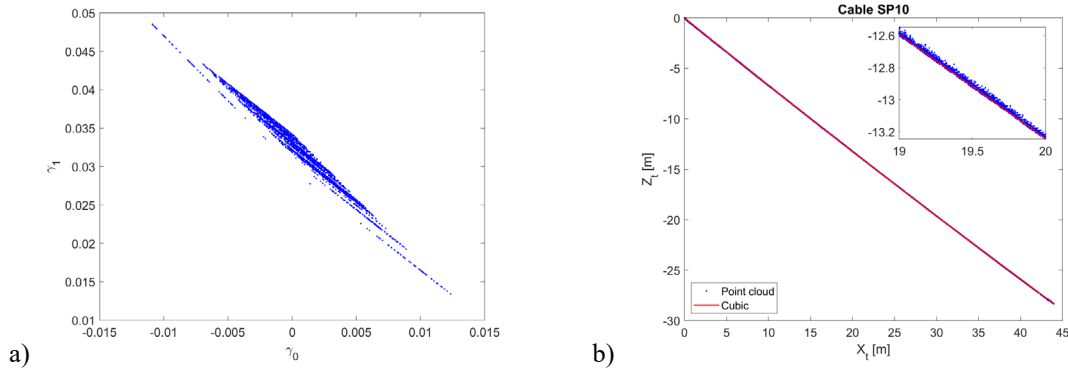 0.05
0.045
0.04
0.035
0.03
0.025
0.02
0.015
0.01
γ1
-0.015 -0.01 -0.005 0 0.005 0.01 0.015
γ0
a)
Cable SP10
0
-5
-10
-15
-20
-25
-30
Z_t [m]
-12.6
-12.8
-13
-13.2
19 19.5 20
Point cloud
Cubic
0 5 10 15 20 25 30 35 40 45
X_t [m]
b)